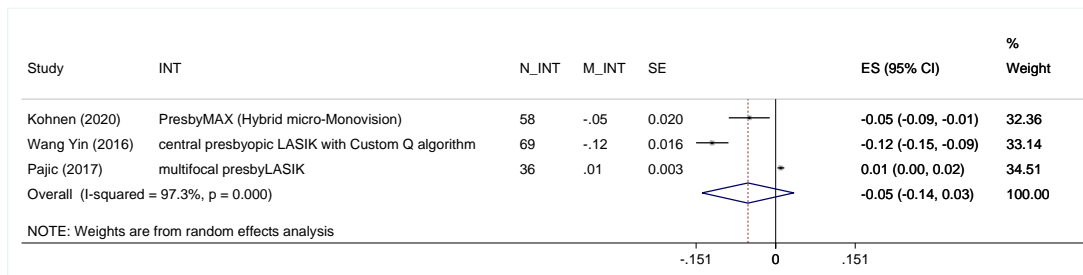 %
Study INT N_INT M_INT SE ES (95% CI) Weight
Kohnen (2020) PresbyMAX (Hybrid micro-Monovision) 58 -.05 0.020 -0.05 (-0.09, -0.01) 32.36
Wang Yin (2016) central presbyopic LASIK with Custom Q algorithm 69 -.12 0.016 -0.12 (-0.15, -0.09) 33.14
Pajic (2017) multifocal presbyLASIK 36 .01 0.003 0.01 (0.00, 0.02) 34.51
Overall (I-squared = 97.3%, p = 0.000) -0.05 (-0.14, 0.03) 100.00
NOTE: Weights are from random effects analysis
-.151 0 .151